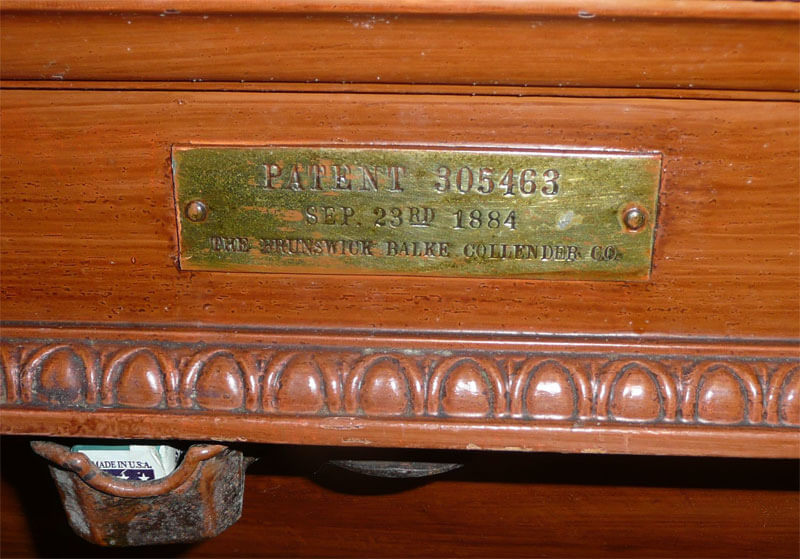 PATENT 305463
SEP. 23RD 1884
THE BRUNSWICK BALKE COLLENDER CO.
MADE IN U.S.A.